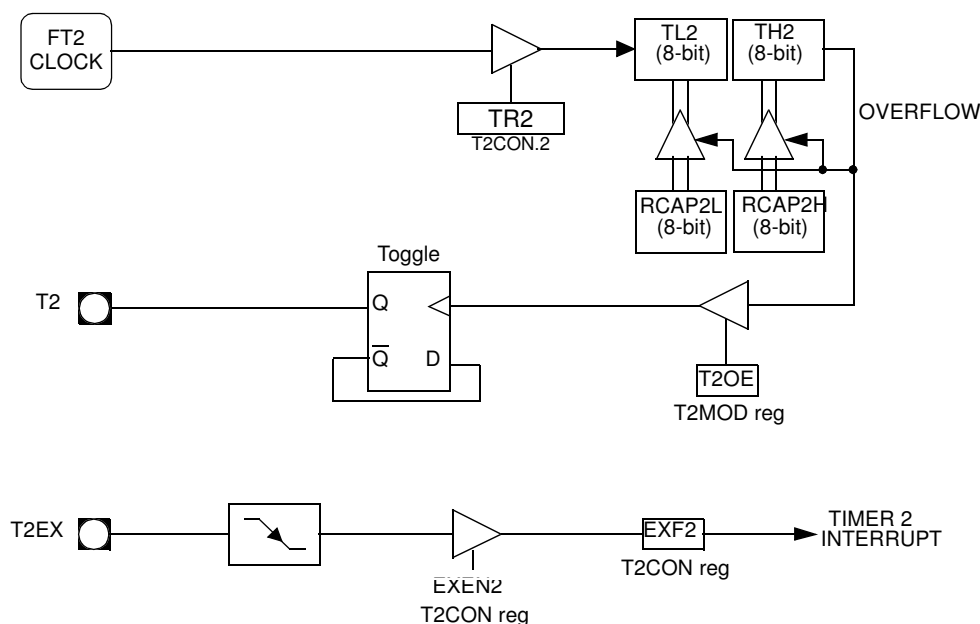 FT2
CLOCK
TL2
(8-bit)
TH2
(8-bit)
TR2
T2CON.2
OVERFLOW
RCAP2L
(8-bit)
RCAP2H
(8-bit)
Toggle
T2
Q
Q
D
T2OE
T2MOD reg
T2EX
EXEN2
T2CON reg
EXF2
T2CON reg
TIMER 2
INTERRUPT